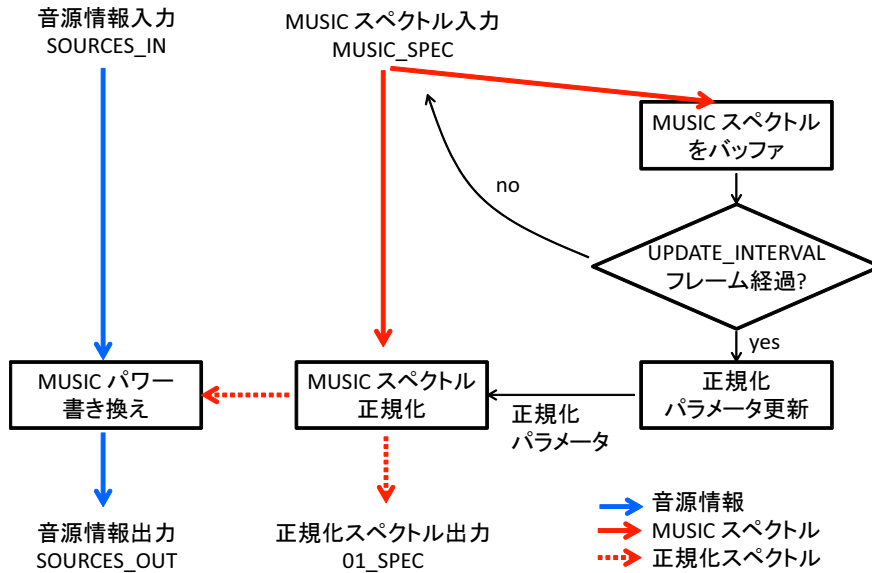 音源情報入力
SOURCES_IN
MUSIC スペクトル入力
MUSIC_SPEC
MUSIC スペクトル
をバッファ
no
UPDATE_INTERVAL
フレーム経過?
yes
MUSIC パワー
書き換え
MUSIC スペクトル
正規化
正規化
パラメータ
正規化
パラメータ更新
音源情報出力
SOURCES_OUT
正規化スペクトル出力
01_SPEC
音源情報
MUSIC スペクトル
正規化スペクトル